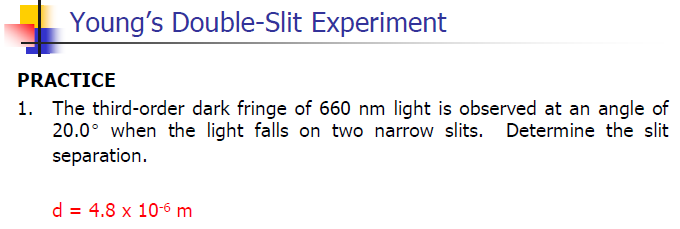 Young's Double-Slit Experiment
PRACTICE
1. The third-order dark fringe of 660 nm light is observed at an angle of
20.0° when the light falls on two narrow slits. Determine the slit
separation.
d = 4.8 x 10⁻⁶ m